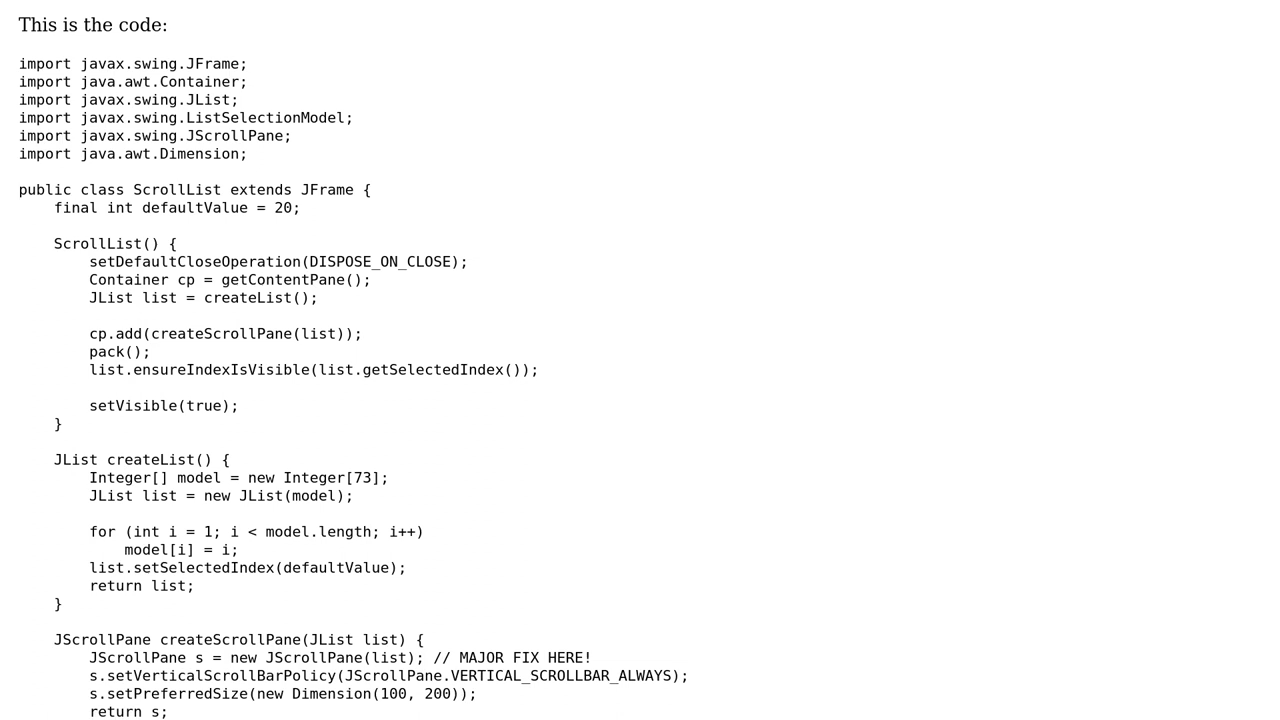 This is the code:
import javax.swing.JFrame;
import java.awt.Container;
import javax.swing.JList;
import javax.swing.ListSelectionModel;
import javax.swing.JScrollPane;
import java.awt.Dimension;
public class ScrollList extends JFrame {
    final int defaultValue = 20;
    ScrollList() {
        setDefaultCloseOperation(DISPOSE_ON_CLOSE);
        Container cp = getContentPane();
        JList list = createList();
        cp.add(createScrollPane(list));
        pack();
        list.ensureIndexIsVisible(list.getSelectedIndex());
        setVisible(true);
    }
    JList createList() {
        Integer[] model = new Integer[73];
        JList list = new JList(model);
        for (int i = 1; i < model.length; i++)
            model[i] = i;
        list.setSelectedIndex(defaultValue);
        return list;
    }
    JScrollPane createScrollPane(JList list) {
        JScrollPane s = new JScrollPane(list); // MAJOR FIX HERE!
        s.setVerticalScrollBarPolicy(JScrollPane.VERTICAL_SCROLLBAR_ALWAYS);
        s.setPreferredSize(new Dimension(100, 200));
        return s;